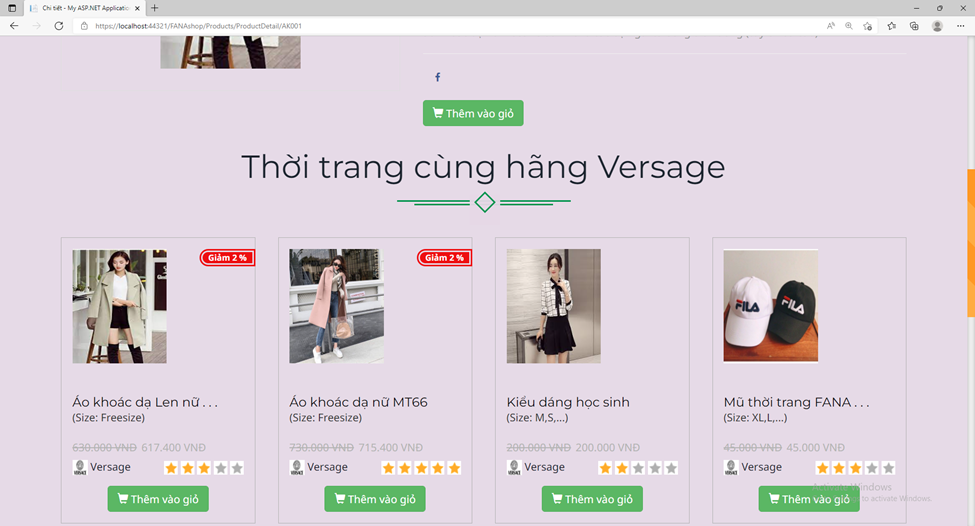 Chi tiết - My ASP.NET Application
https://localhost:44321/FANAshop/Products/ProductDetail/AK001
Thêm vào giỏ
Thời trang cùng hãng Versage
Giảm 2 %
Giảm 2 %
FILA
FILA
Áo khoác dạ Len nữ . . .
Áo khoác dạ nữ MT66
Kiểu dáng học sinh
Mũ thời trang FANA . . .
(Size: Freesize)
(Size: Freesize)
(Size: M,S,...)
(Size: XL,L,...)
630.000 VNĐ 617.400 VNĐ
730.000 VNĐ 715.400 VNĐ
200.000 VNĐ 200.000 VNĐ
45.000 VNĐ 45.000 VNĐ
Versage
Versage
Versage
Versage
Thêm vào giỏ
Thêm vào giỏ
Thêm vào giỏ
Thêm vào giỏ
Activate Windows
to activate Windows.